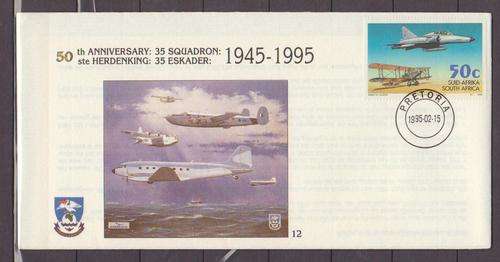 50th ANNIVERSARY: 35 SQUADRON:
ste HERDENKING: 35 ESKADER:
1945-1995
50c
SUID-AFRIKA
SOUTH AFRICA
PRETORIA
1995-02-15
12